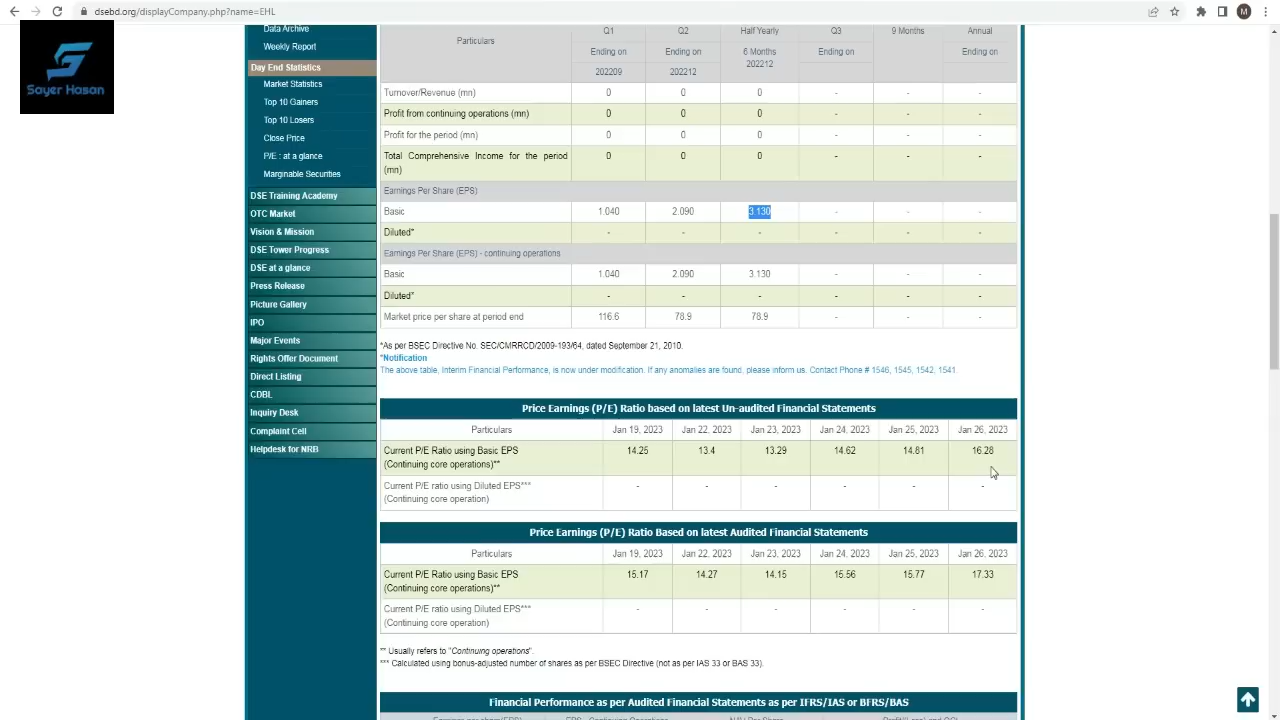 dsebd.org/displayCompany.php?name=EHL
M
Sayer Hasan
Data Archive
Weekly Report
Day End Statistics
Market Statistics
Top 10 Gainers
Top 10 Losers
Close Price
P/E : at a glance
Marginable Securities
DSE Training Academy
OTC Market
Vision & Mission
DSE Tower Progress
DSE at a glance
Press Release
Picture Gallery
IPO
Major Events
Rights Offer Document
Direct Listing
CDBL
Inquiry Desk
Complaint Cell
Helpdesk for NRB
Particulars Q1 Q2 Half Yearly Q3 9 Months Annual
Ending on Ending on 6 Months Ending on Ending on
202209 202212 202212
Turnover/Revenue (mn) 0 0 0 - - -
Profit from continuing operations (mn) 0 0 0 - - -
Profit for the period (mn) 0 0 0 - - -
Total Comprehensive Income for the period 0 0 0 - - -
(mn)
Earnings Per Share (EPS)
Basic 1.040 2.090 3.130 - - -
Diluted* - - - - - -
Earnings Per Share (EPS) - continuing operations
Basic 1.040 2.090 3.130 - - -
Diluted* - - - - - -
Market price per share at period end 116.6 78.9 78.9 - - -
*As per BSEC Directive No. SEC/CMRRCD/2009-193/64, dated September 21, 2010.
*Notification
The above table, Interim Financial Performance, is now under modification. If any anomalies are found, please inform us. Contact Phone # 1546, 1545, 1542, 1541.
Price Earnings (P/E) Ratio based on latest Un-audited Financial Statements
Particulars Jan 19, 2023 Jan 22, 2023 Jan 23, 2023 Jan 24, 2023 Jan 25, 2023 Jan 26, 2023
Current P/E Ratio using Basic EPS 14.25 13.4 13.29 14.62 14.81 16.28
(Continuing core operations)**
Current P/E ratio using Diluted EPS*** - - - - - -
(Continuing core operation)
Price Earnings (P/E) Ratio Based on latest Audited Financial Statements
Particulars Jan 19, 2023 Jan 22, 2023 Jan 23, 2023 Jan 24, 2023 Jan 25, 2023 Jan 26, 2023
Current P/E Ratio using Basic EPS 15.17 14.27 14.15 15.56 15.77 17.33
(Continuing core operations)**
Current P/E ratio using Diluted EPS*** - - - - - -
(Continuing core operation)
** Usually refers to "Continuing operations".
*** Calculated using bonus-adjusted number of shares as per BSEC Directive (not as per IAS 33 or BAS 33).
Financial Performance as per Audited Financial Statements as per IFRS/IAS or BFRS/BAS